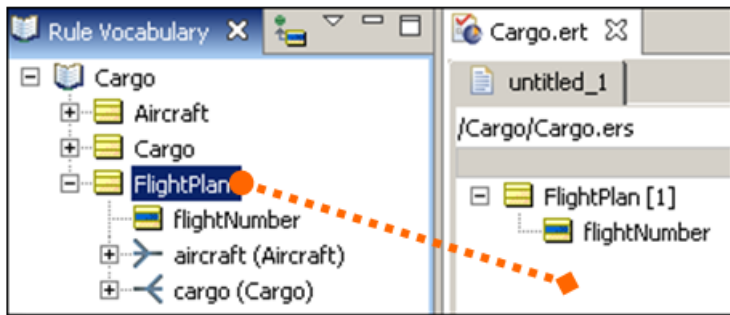 Rule Vocabulary
Cargo
Aircraft
Cargo
FlightPlan
flightNumber
aircraft (Aircraft)
cargo (Cargo)
Cargo.ert
untitled_1
/Cargo/Cargo.ers
FlightPlan [1]
flightNumber